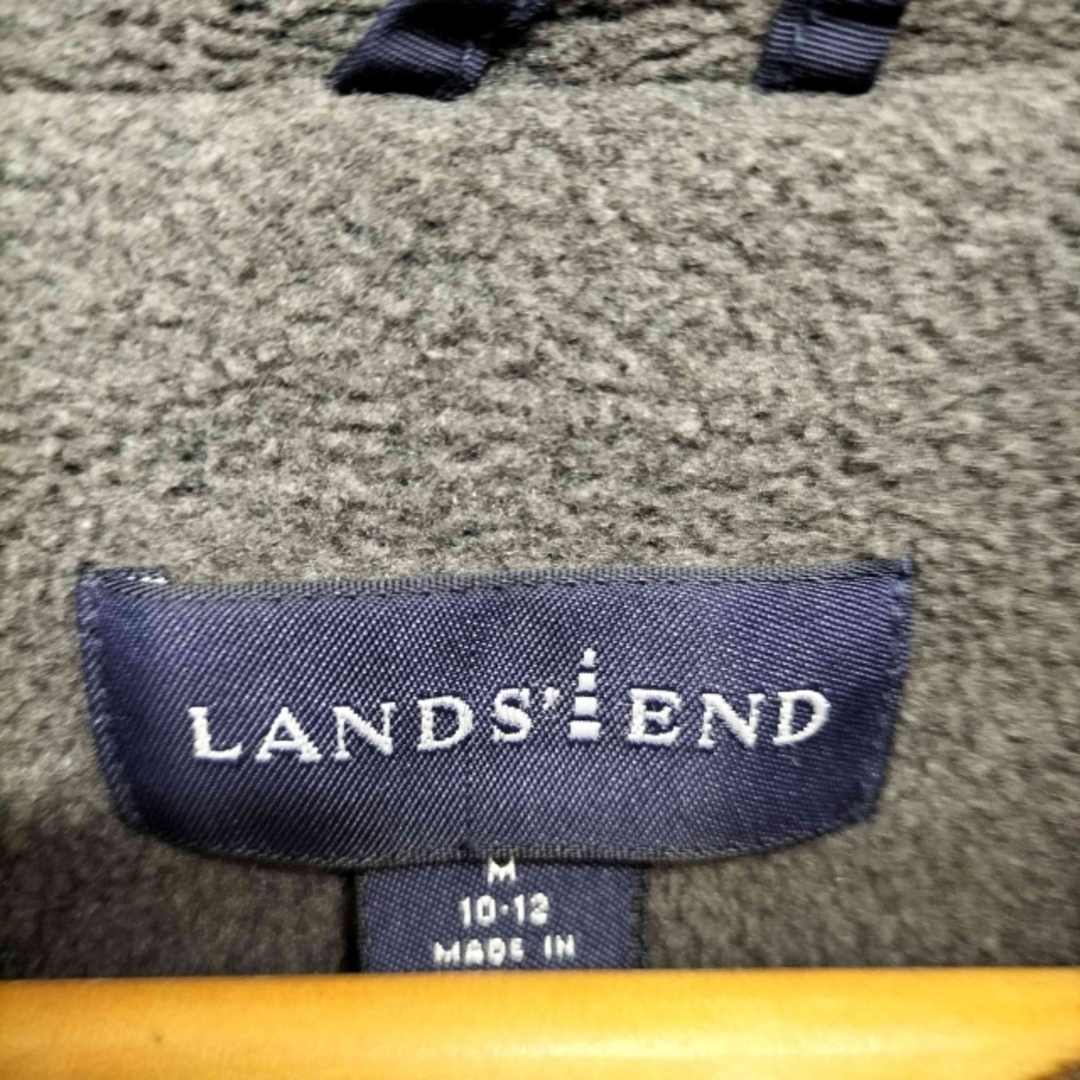 LANDS' END
M
10-12
MADE IN